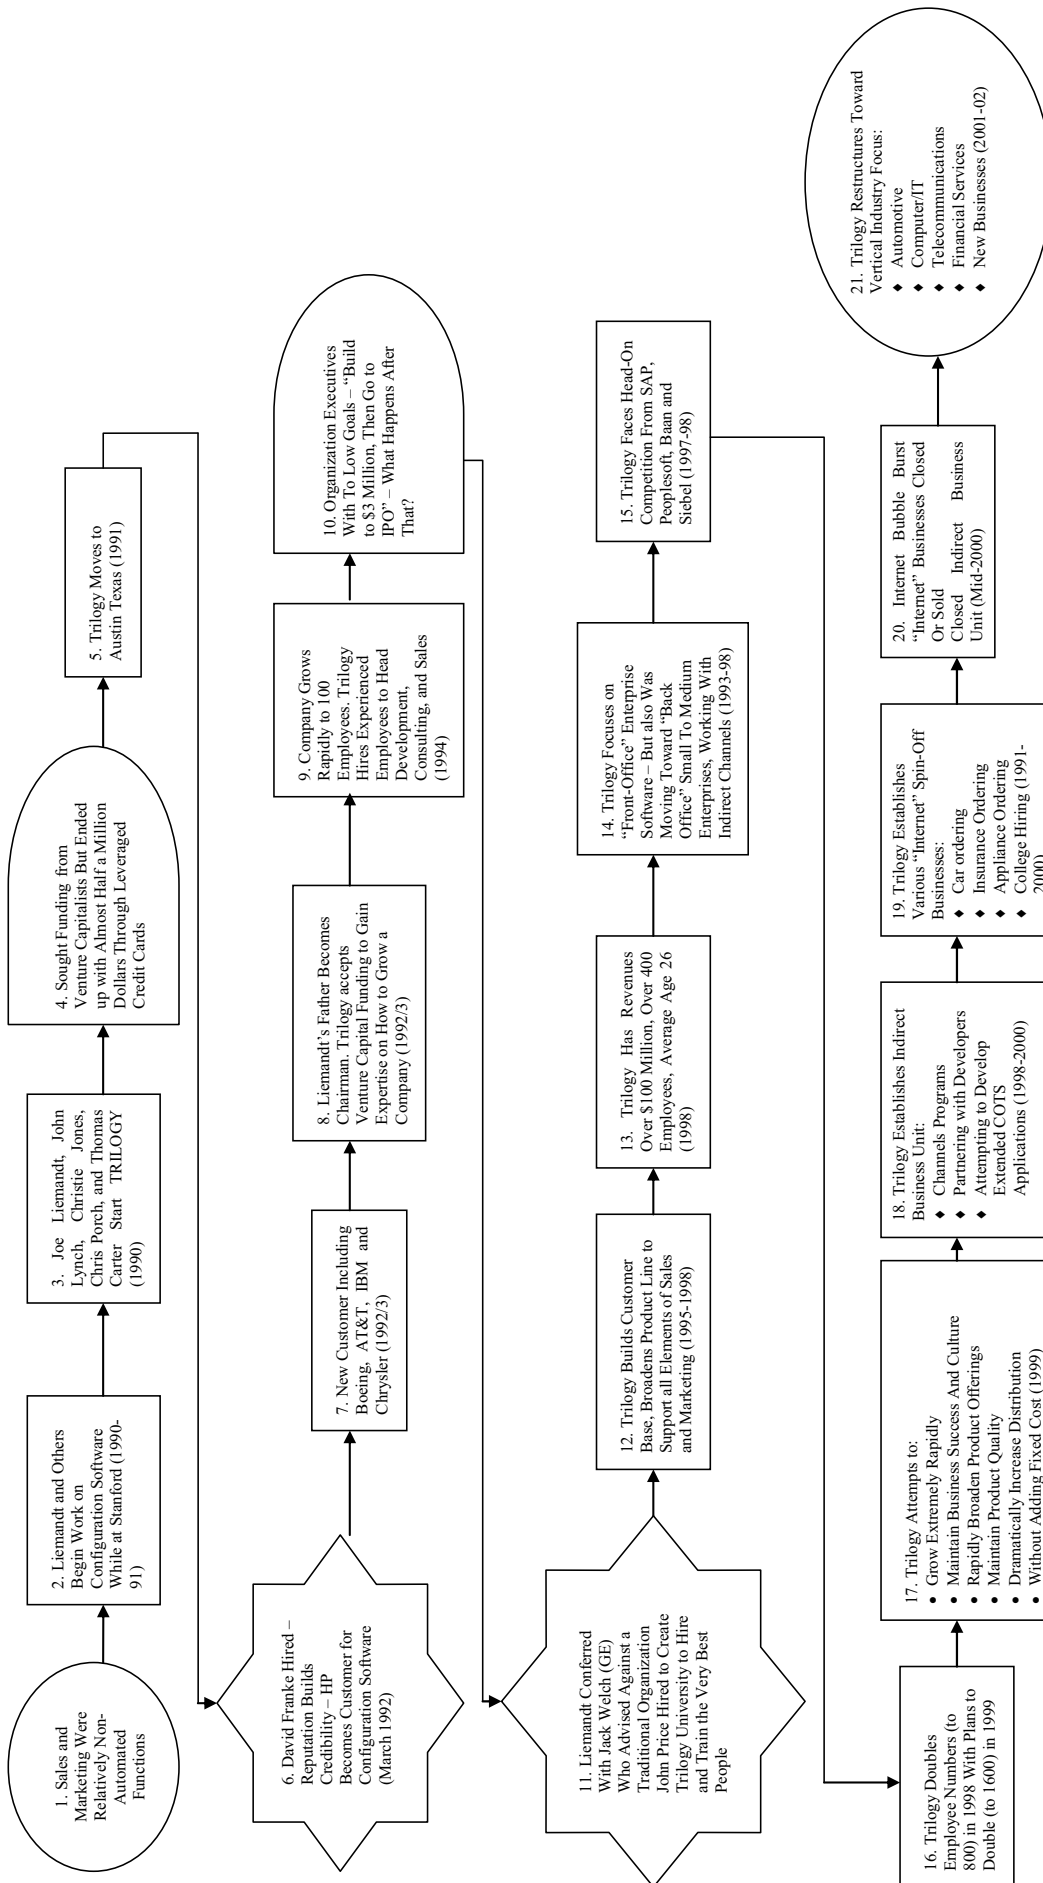 1. Sales and
Marketing Were
Relatively Non-
Automated
Functions
2. Liemandt and Others
Begin Work on
Configuration Software
While at Stanford (1990-
91)
3. Joe Liemandt, John
Lynch, Christie Jones,
Chris Porch, and Thomas
Carter Start TRILOGY
(1990)
4. Sought Funding from
Venture Capitalists But Ended
up with Almost Half a Million
Dollars Through Leveraged
Credit Cards
5. Trilogy Moves to
Austin Texas (1991)
6. David Franke Hired –
Reputation Builds
Credibility – HP
Becomes Customer for
Configuration Software
(March 1992)
7. New Customer Including
Boeing, AT&T, IBM and
Chrysler (1992/3)
8. Liemandt's Father Becomes
Chairman. Trilogy accepts
Venture Capital Funding to Gain
Expertise on How to Grow a
Company (1992/3)
9. Company Grows
Rapidly to 100
Employees. Trilogy
Hires Experienced
Employees to Head
Development,
Consulting, and Sales
(1994)
10. Organization Executives
With To Low Goals – “Build
to $3 Million, Then Go to
IPO” – What Happens After
That?
11. Liemandt Conferred
With Jack Welch (GE)
Who Advised Against a
Traditional Organization
John Price Hired to Create
Trilogy University to Hire
and Train the Very Best
People
12. Trilogy Builds Customer
Base, Broadens Product Line to
Support all Elements of Sales
and Marketing (1995-1998)
13. Trilogy Has Revenues
Over $100 Million, Over 400
Employees, Average Age 26
(1998)
14. Trilogy Focuses on
“Front-Office” Enterprise
Software – But also Was
Moving Toward “Back
Office” Small To Medium
Enterprises, Working With
Indirect Channels (1993-98)
15. Trilogy Faces Head-On
Competition From SAP,
Peoplesoft, Baan and
Siebel (1997-98)
16. Trilogy Doubles
Employee Numbers (to
800) in 1998 With Plans to
Double (to 1600) in 1999
17. Trilogy Attempts to:
• Grow Extremely Rapidly
• Maintain Business Success And Culture
• Rapidly Broaden Product Offerings
• Maintain Product Quality
• Dramatically Increase Distribution
• Without Adding Fixed Cost (1999)
18. Trilogy Establishes Indirect
Business Unit:
♦ Channels Programs
♦ Partnering with Developers
♦ Attempting to Develop
Extended COTS
Applications (1998-2000)
19. Trilogy Establishes
Various “Internet” Spin-Off
Businesses:
♦ Car ordering
♦ Insurance Ordering
♦ Appliance Ordering
♦ College Hiring (1991-
2000)
20. Internet Bubble Burst
“Internet” Businesses Closed
Or Sold
Closed Indirect Business
Unit (Mid-2000)
21. Trilogy Restructures Toward
Vertical Industry Focus:
♦ Automotive
♦ Computer/IT
♦ Telecommunications
♦ Financial Services
♦ New Businesses (2001-02)